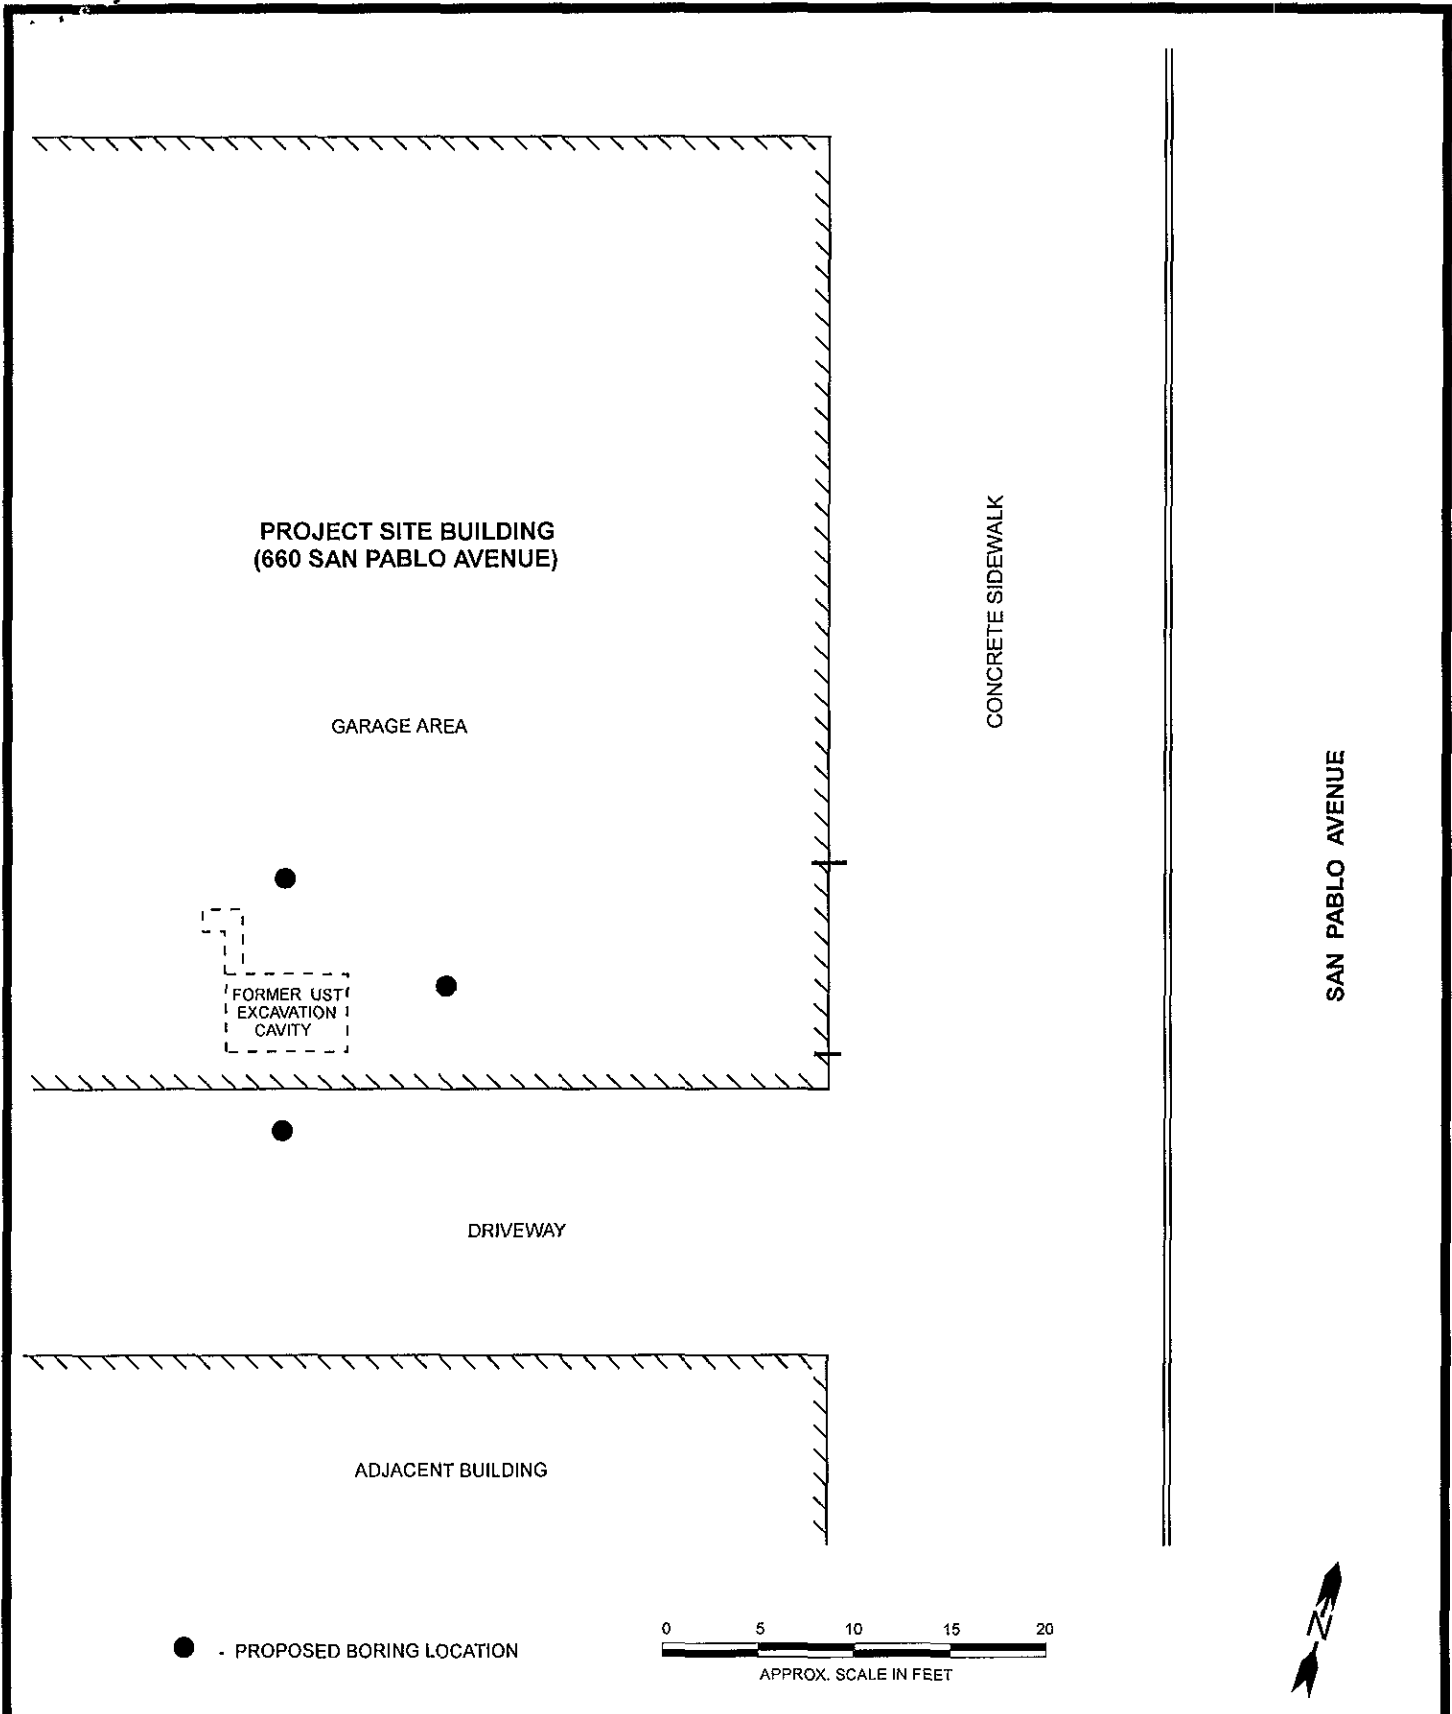 PROJECT SITE BUILDING
(660 SAN PABLO AVENUE)
CONCRETE SIDEWALK
GARAGE AREA
SAN PABLO AVENUE
FORMER UST
EXCAVATION
CAVITY
DRIVEWAY
ADJACENT BUILDING
- PROPOSED BORING LOCATION
0 5 10 15 20
APPROX. SCALE IN FEET
N